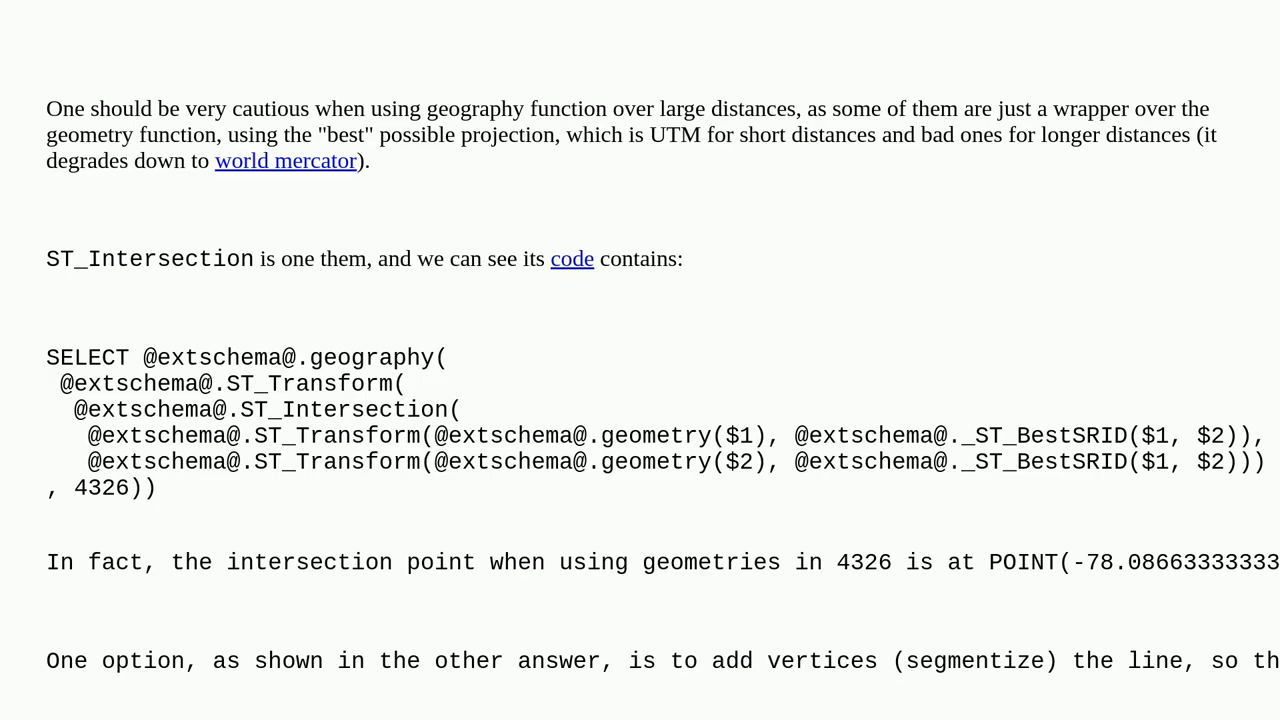 One should be very cautious when using geography function over large distances, as some of them are just a wrapper over the
geometry function, using the "best" possible projection, which is UTM for short distances and bad ones for longer distances (it
degrades down to world mercator).
ST_Intersection is one them, and we can see its code contains:
SELECT @extschema@.geography(
@extschema@.ST_Transform(
@extschema@.ST_Intersection(
@extschema@.ST_Transform(@extschema@.geometry($1), @extschema@._ST_BestSRID($1, $2)),
@extschema@.ST_Transform(@extschema@.geometry($2), @extschema@._ST_BestSRID($1, $2)))
, 4326))
In fact, the intersection point when using geometries in 4326 is at POINT(-78.08663333333
One option, as shown in the other answer, is to add vertices (segmentize) the line, so th